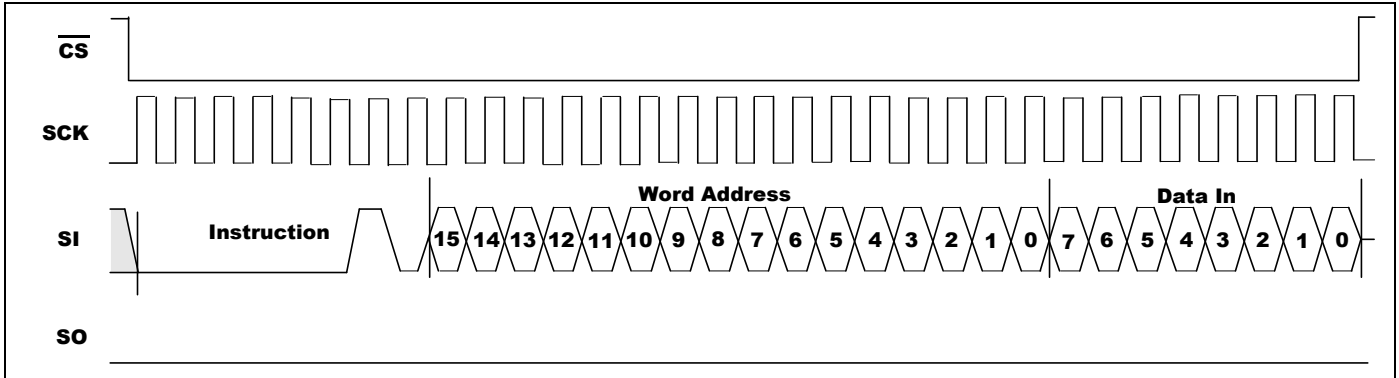 CS
SCK
Word Address Data In
SI Instruction 15 14 13 12 11 10 9 8 7 6 5 4 3 2 1 0 7 6 5 4 3 2 1 0
SO